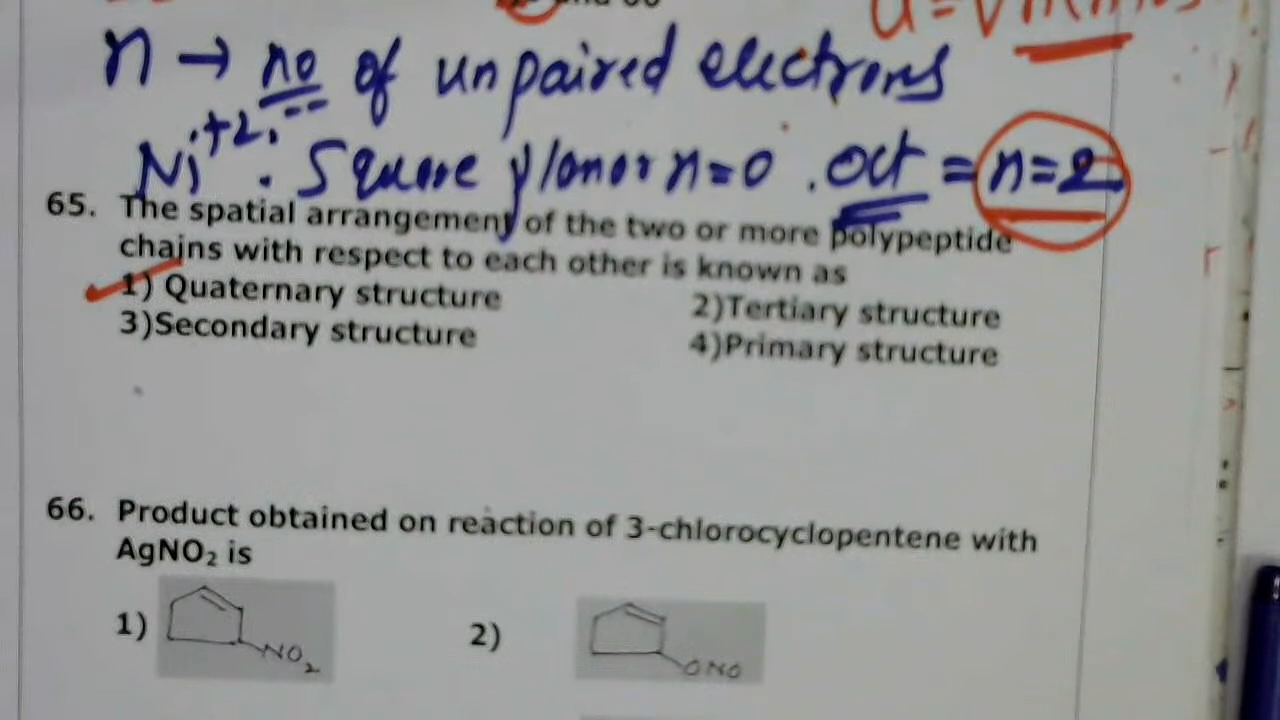 n → no of unpaired electrons
Ni+2. Square planar n=0 . oct = n=2
65. The spatial arrangement of the two or more polypeptide
chains with respect to each other is known as
1) Quaternary structure 2)Tertiary structure
3)Secondary structure 4)Primary structure
66. Product obtained on reaction of 3-chlorocyclopentene with
AgNO₂ is
1) NO₂ 2) ONO